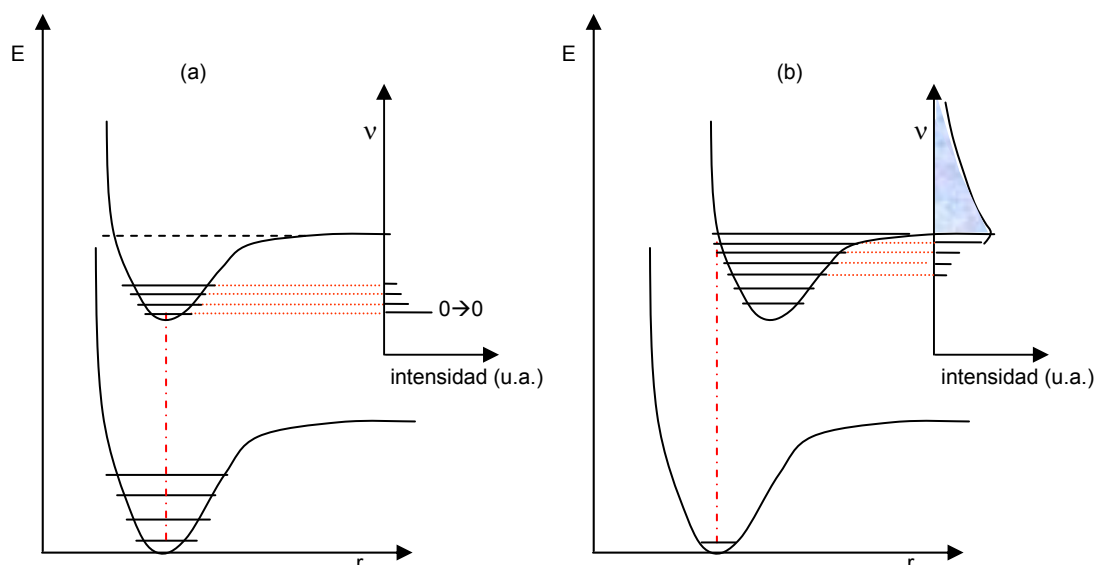 E
(a)
ν
0→0
intensidad (u.a.)
r
E
(b)
ν
intensidad (u.a.)
r